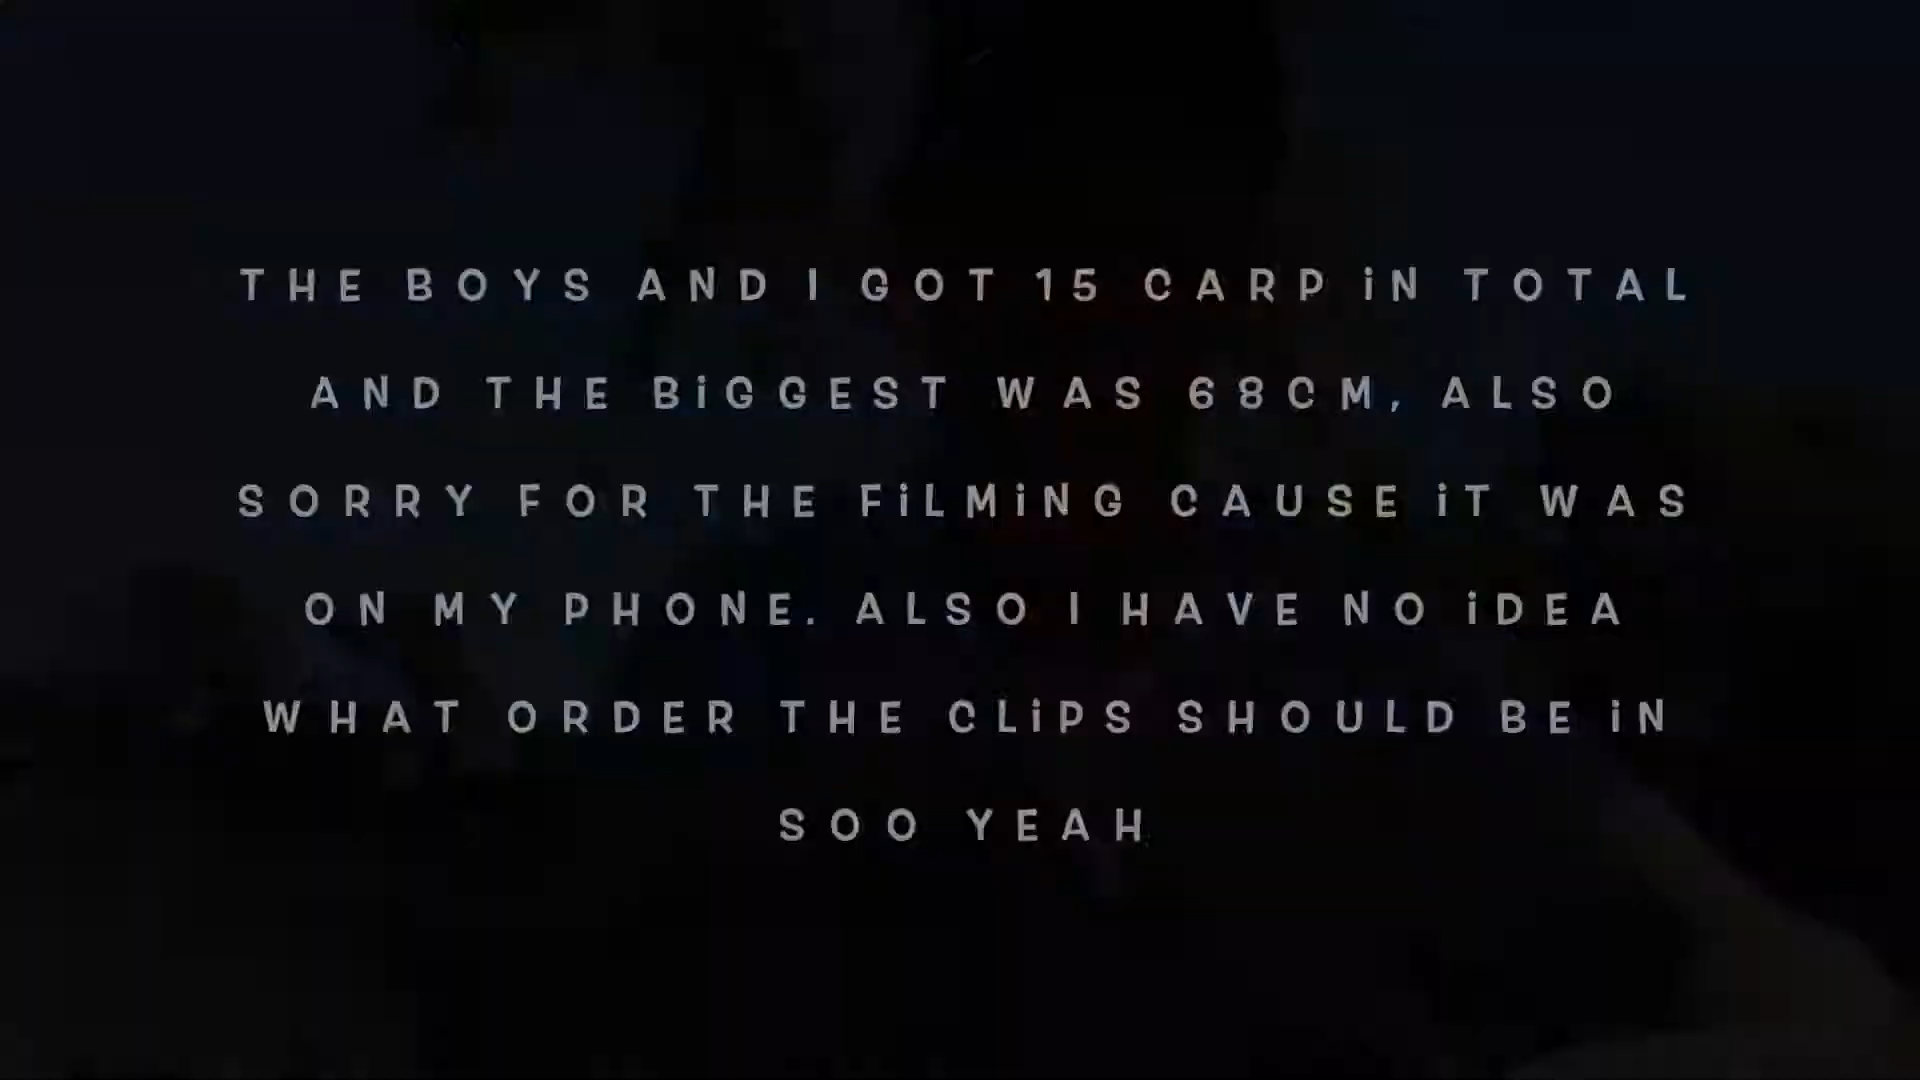 THE BOYS AND I GOT 15 CARP iN TOTAL
AND THE BiGGEST WAS 68CM, ALSO
SORRY FOR THE FiLMiNG CAUSE iT WAS
ON MY PHONE. ALSO I HAVE NO iDEA
WHAT ORDER THE CLiPS SHOULD BE iN
SOO YEAH